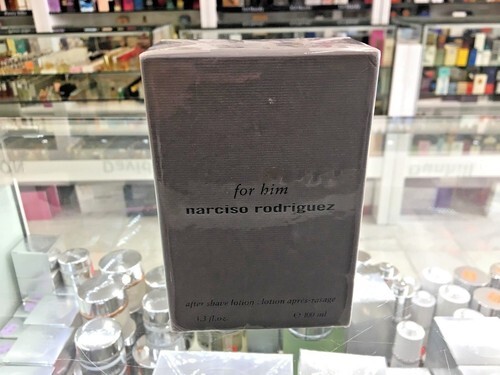 for him
narciso rodriguez
after shave lotion · lotion après-rasage
3.3 fl.oz. e 100 ml